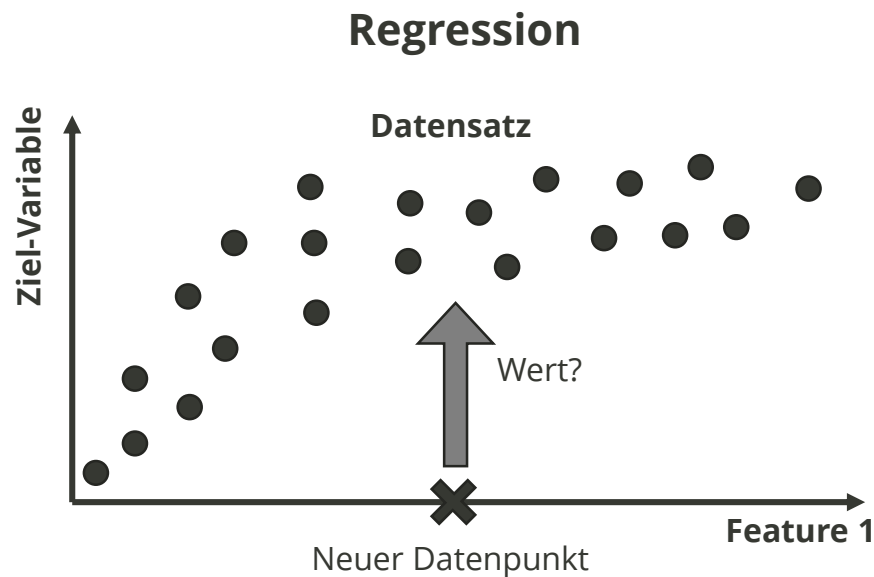 Regression
Datensatz
Ziel-Variable
Wert?
Feature 1
Neuer Datenpunkt